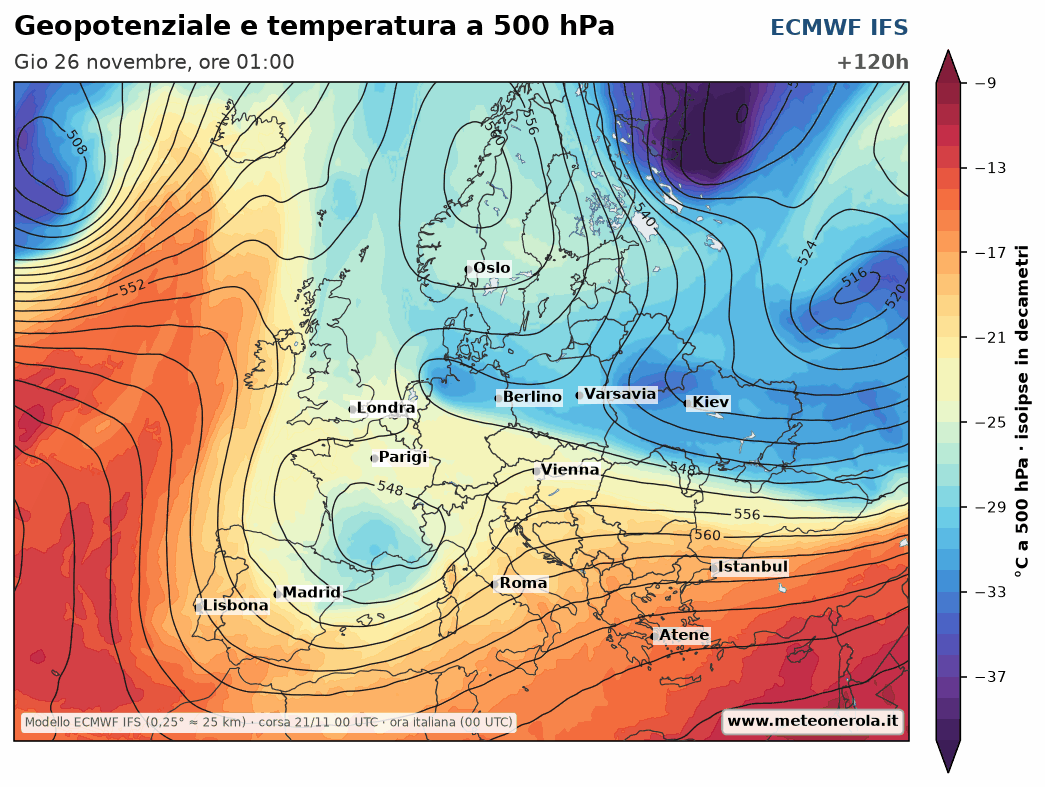 Geopotenziale e temperatura a 500 hPa
ECMWF IFS
Gio 26 novembre, ore 01:00
+120h
508
556
560
540
524
516
520
552
Oslo
Berlino
Varsavia
Kiev
Londra
Parigi
Vienna
548
548
556
560
Istanbul
Roma
Madrid
Lisbona
Atene
Modello ECMWF IFS (0,25° ≈ 25 km) · corsa 21/11 00 UTC · ora italiana (00 UTC)
www.meteonerola.it
−9
−13
−17
−21
−25
−29
−33
−37
°C a 500 hPa · isoipse in decametri